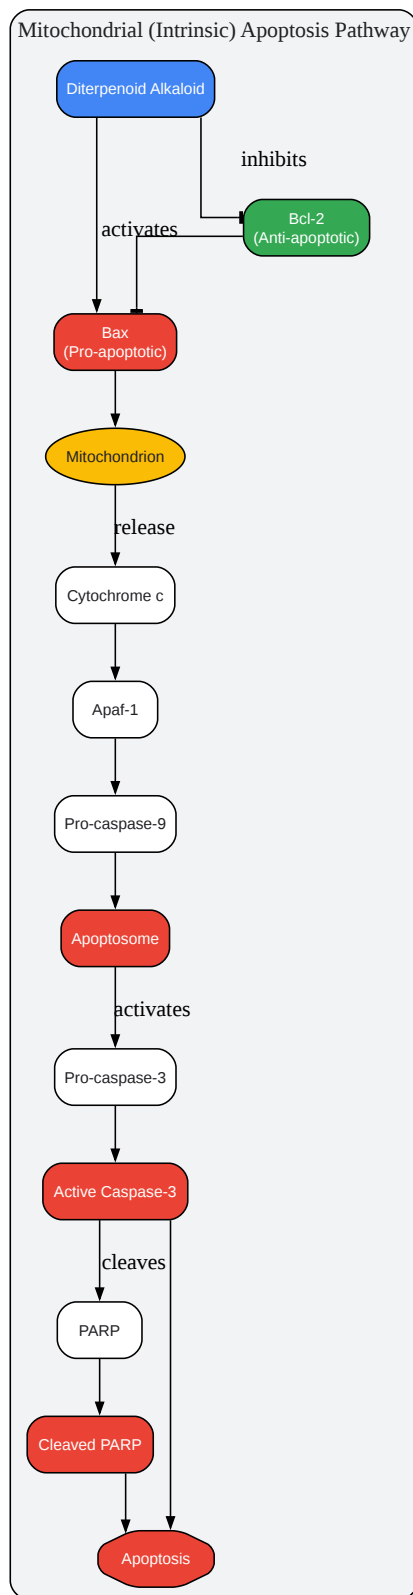 Mitochondrial (Intrinsic) Apoptosis Pathway
Diterpenoid Alkaloid
inhibits
Bcl-2
(Anti-apoptotic)
activates
Bax
(Pro-apoptotic)
Mitochondrion
release
Cytochrome c
Apaf-1
Pro-caspase-9
Apoptosome
activates
Pro-caspase-3
Active Caspase-3
cleaves
PARP
Cleaved PARP
Apoptosis